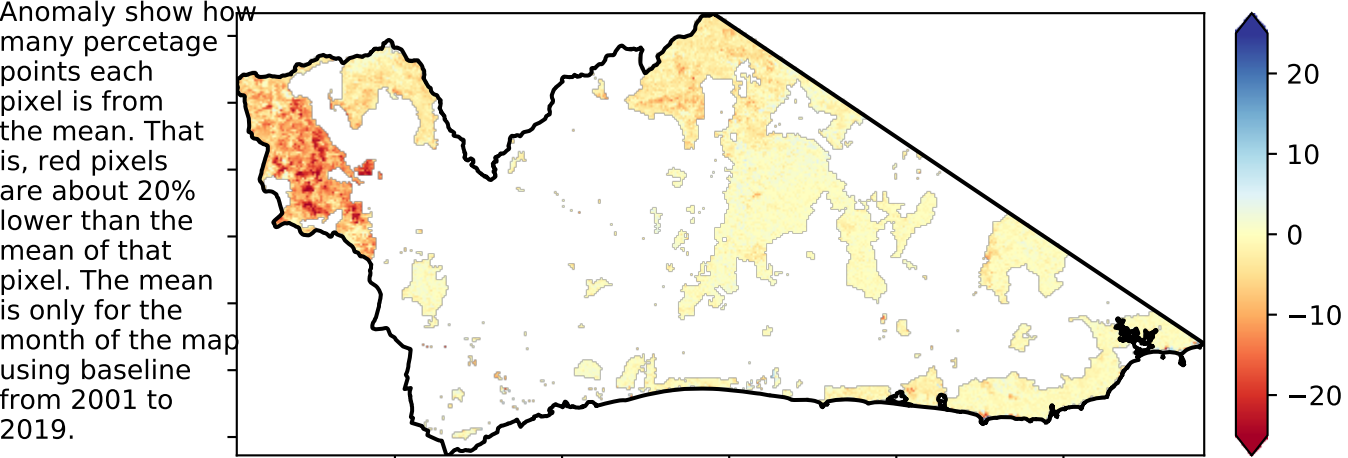 Anomaly show how
many percetage
points each
pixel is from
the mean. That
is, red pixels
are about 20%
lower than the
mean of that
pixel. The mean
is only for the
month of the map
using baseline
from 2001 to
2019.
20
10
0
−10
−20